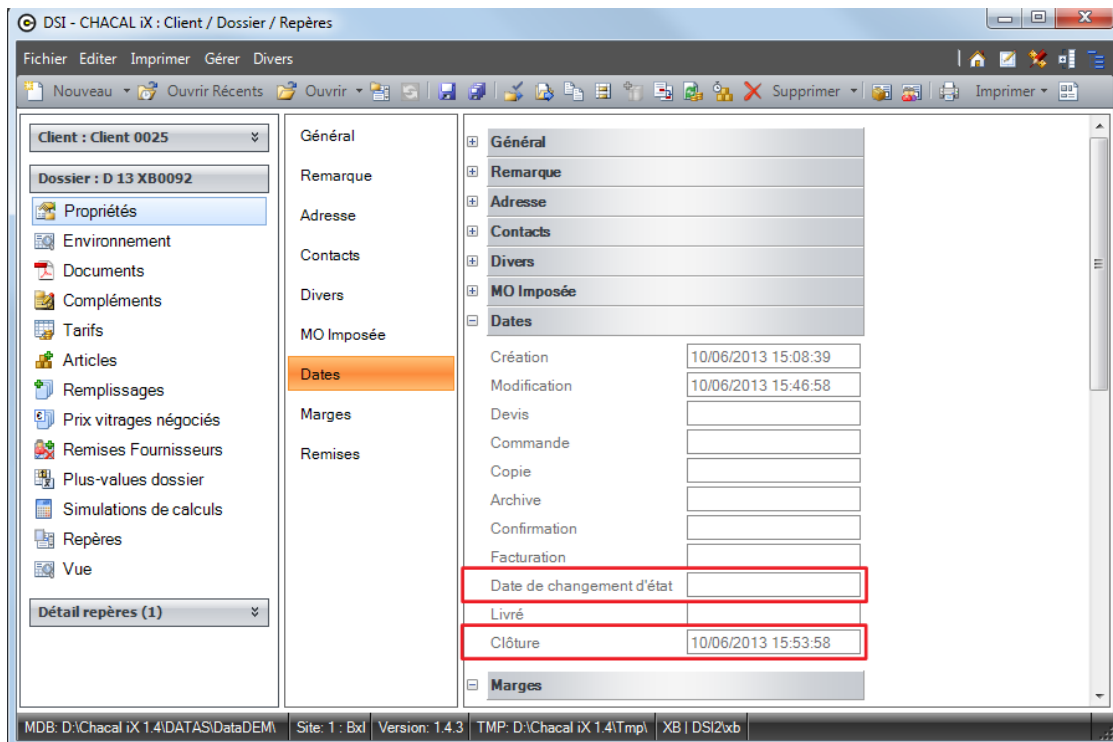 DSI - CHACAL iX : Client / Dossier / Repères
Fichier Editer Imprimer Gérer Divers
Nouveau Ouvrir Récents Ouvrir Supprimer Imprimer
Client : Client 0025
Dossier : D 13 XB0092
Propriétés
Environnement
Documents
Compléments
Tarifs
Articles
Remplissages
Prix vitrages négociés
Remises Fournisseurs
Plus-values dossier
Simulations de calculs
Repères
Vue
Détail repères (1)
Général
Remarque
Adresse
Contacts
Divers
MO Imposée
Dates
Marges
Remises
Général
Remarque
Adresse
Contacts
Divers
MO Imposée
Dates
Création 10/06/2013 15:08:39
Modification 10/06/2013 15:46:58
Devis
Commande
Copie
Archive
Confirmation
Facturation
Date de changement d'état
Livré
Clôture 10/06/2013 15:53:58
Marges
MDB: D:\Chacal iX 1.4\DATAS\DataDEM\ Site: 1 : Bxl Version: 1.4.3 TMP: D:\Chacal iX 1.4\Tmp\ XB | DSI2\xb